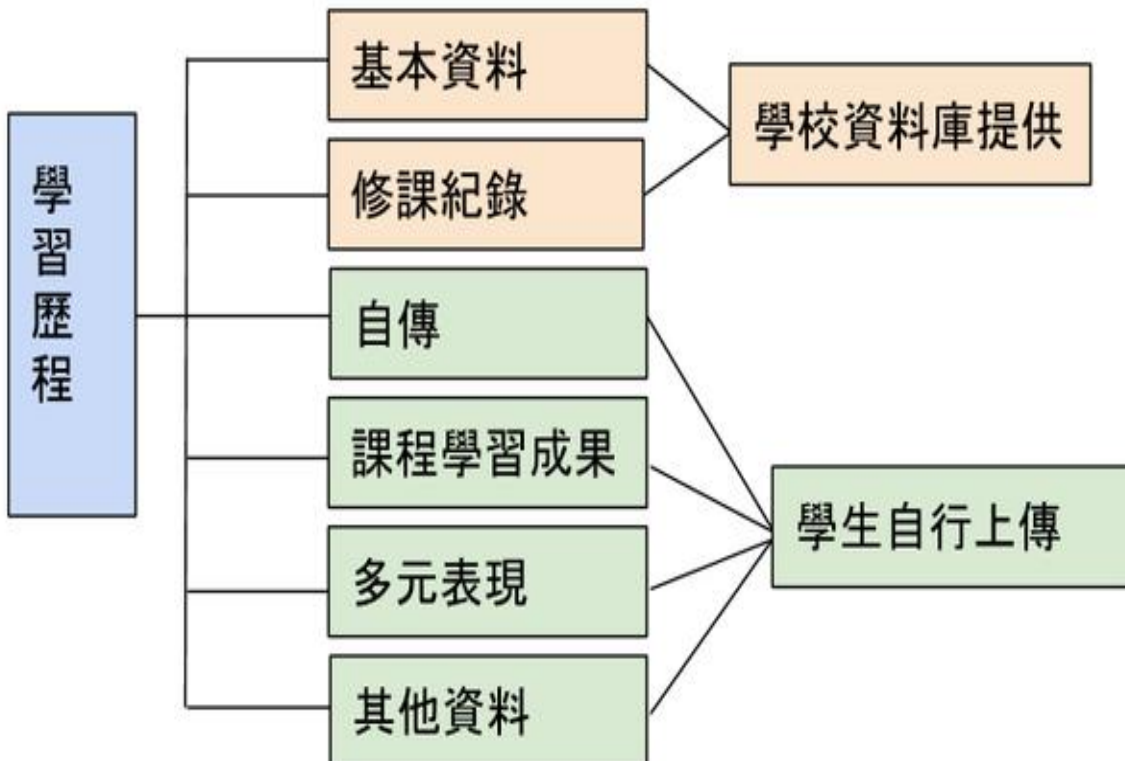 學習歷程
基本資料
修課紀錄
自傳
課程學習成果
多元表現
其他資料
學校資料庫提供
學生自行上傳